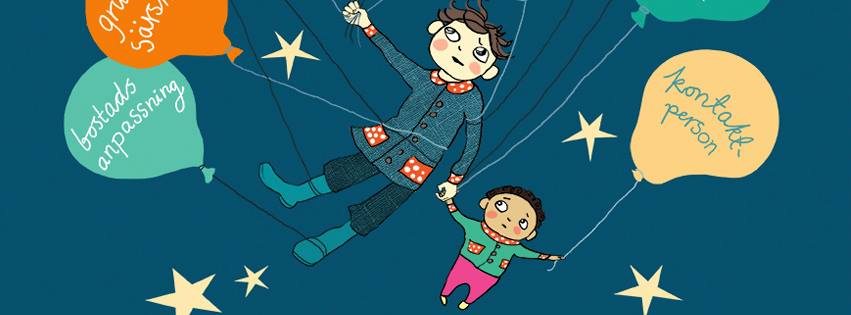 bostads
anpassning
kontakt-
person